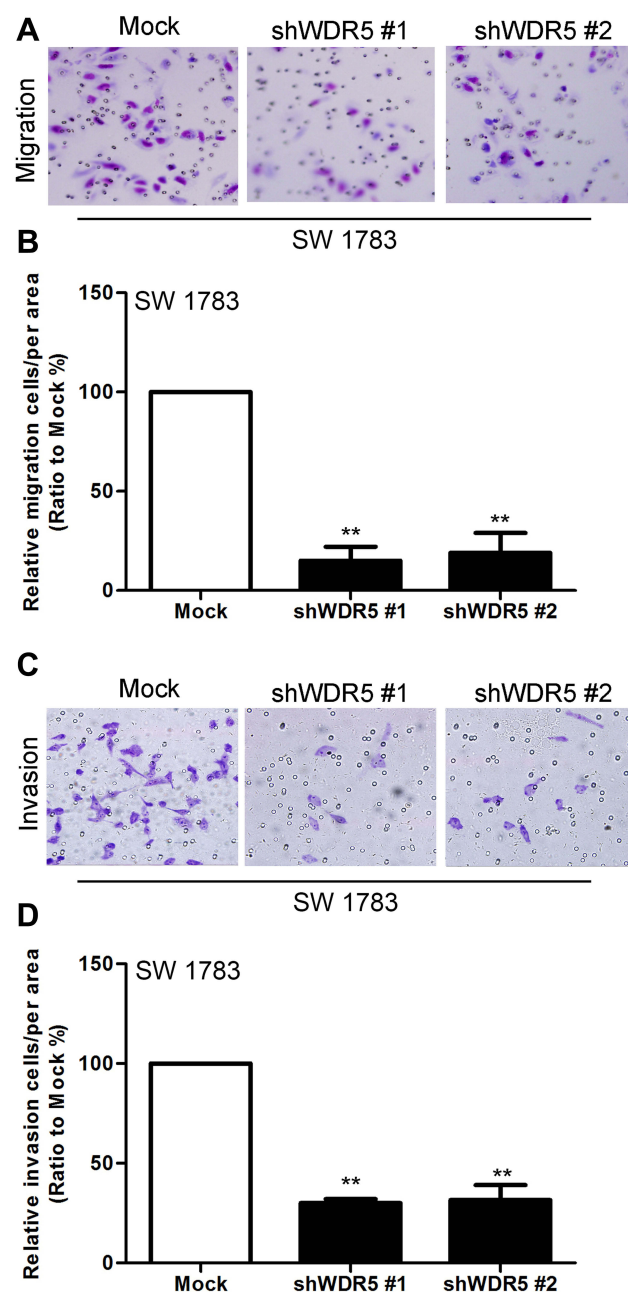 A
Mock shWDR5 #1 shWDR5 #2
Migration
SW 1783
B
Relative migration cells/per area
(Ratio to Mock %)
150
100
50
0
SW 1783
** **
Mock shWDR5 #1 shWDR5 #2
C
Mock shWDR5 #1 shWDR5 #2
Invasion
SW 1783
D
Relative invasion cells/per area
(Ratio to Mock %)
150
100
50
0
SW 1783
** **
Mock shWDR5 #1 shWDR5 #2